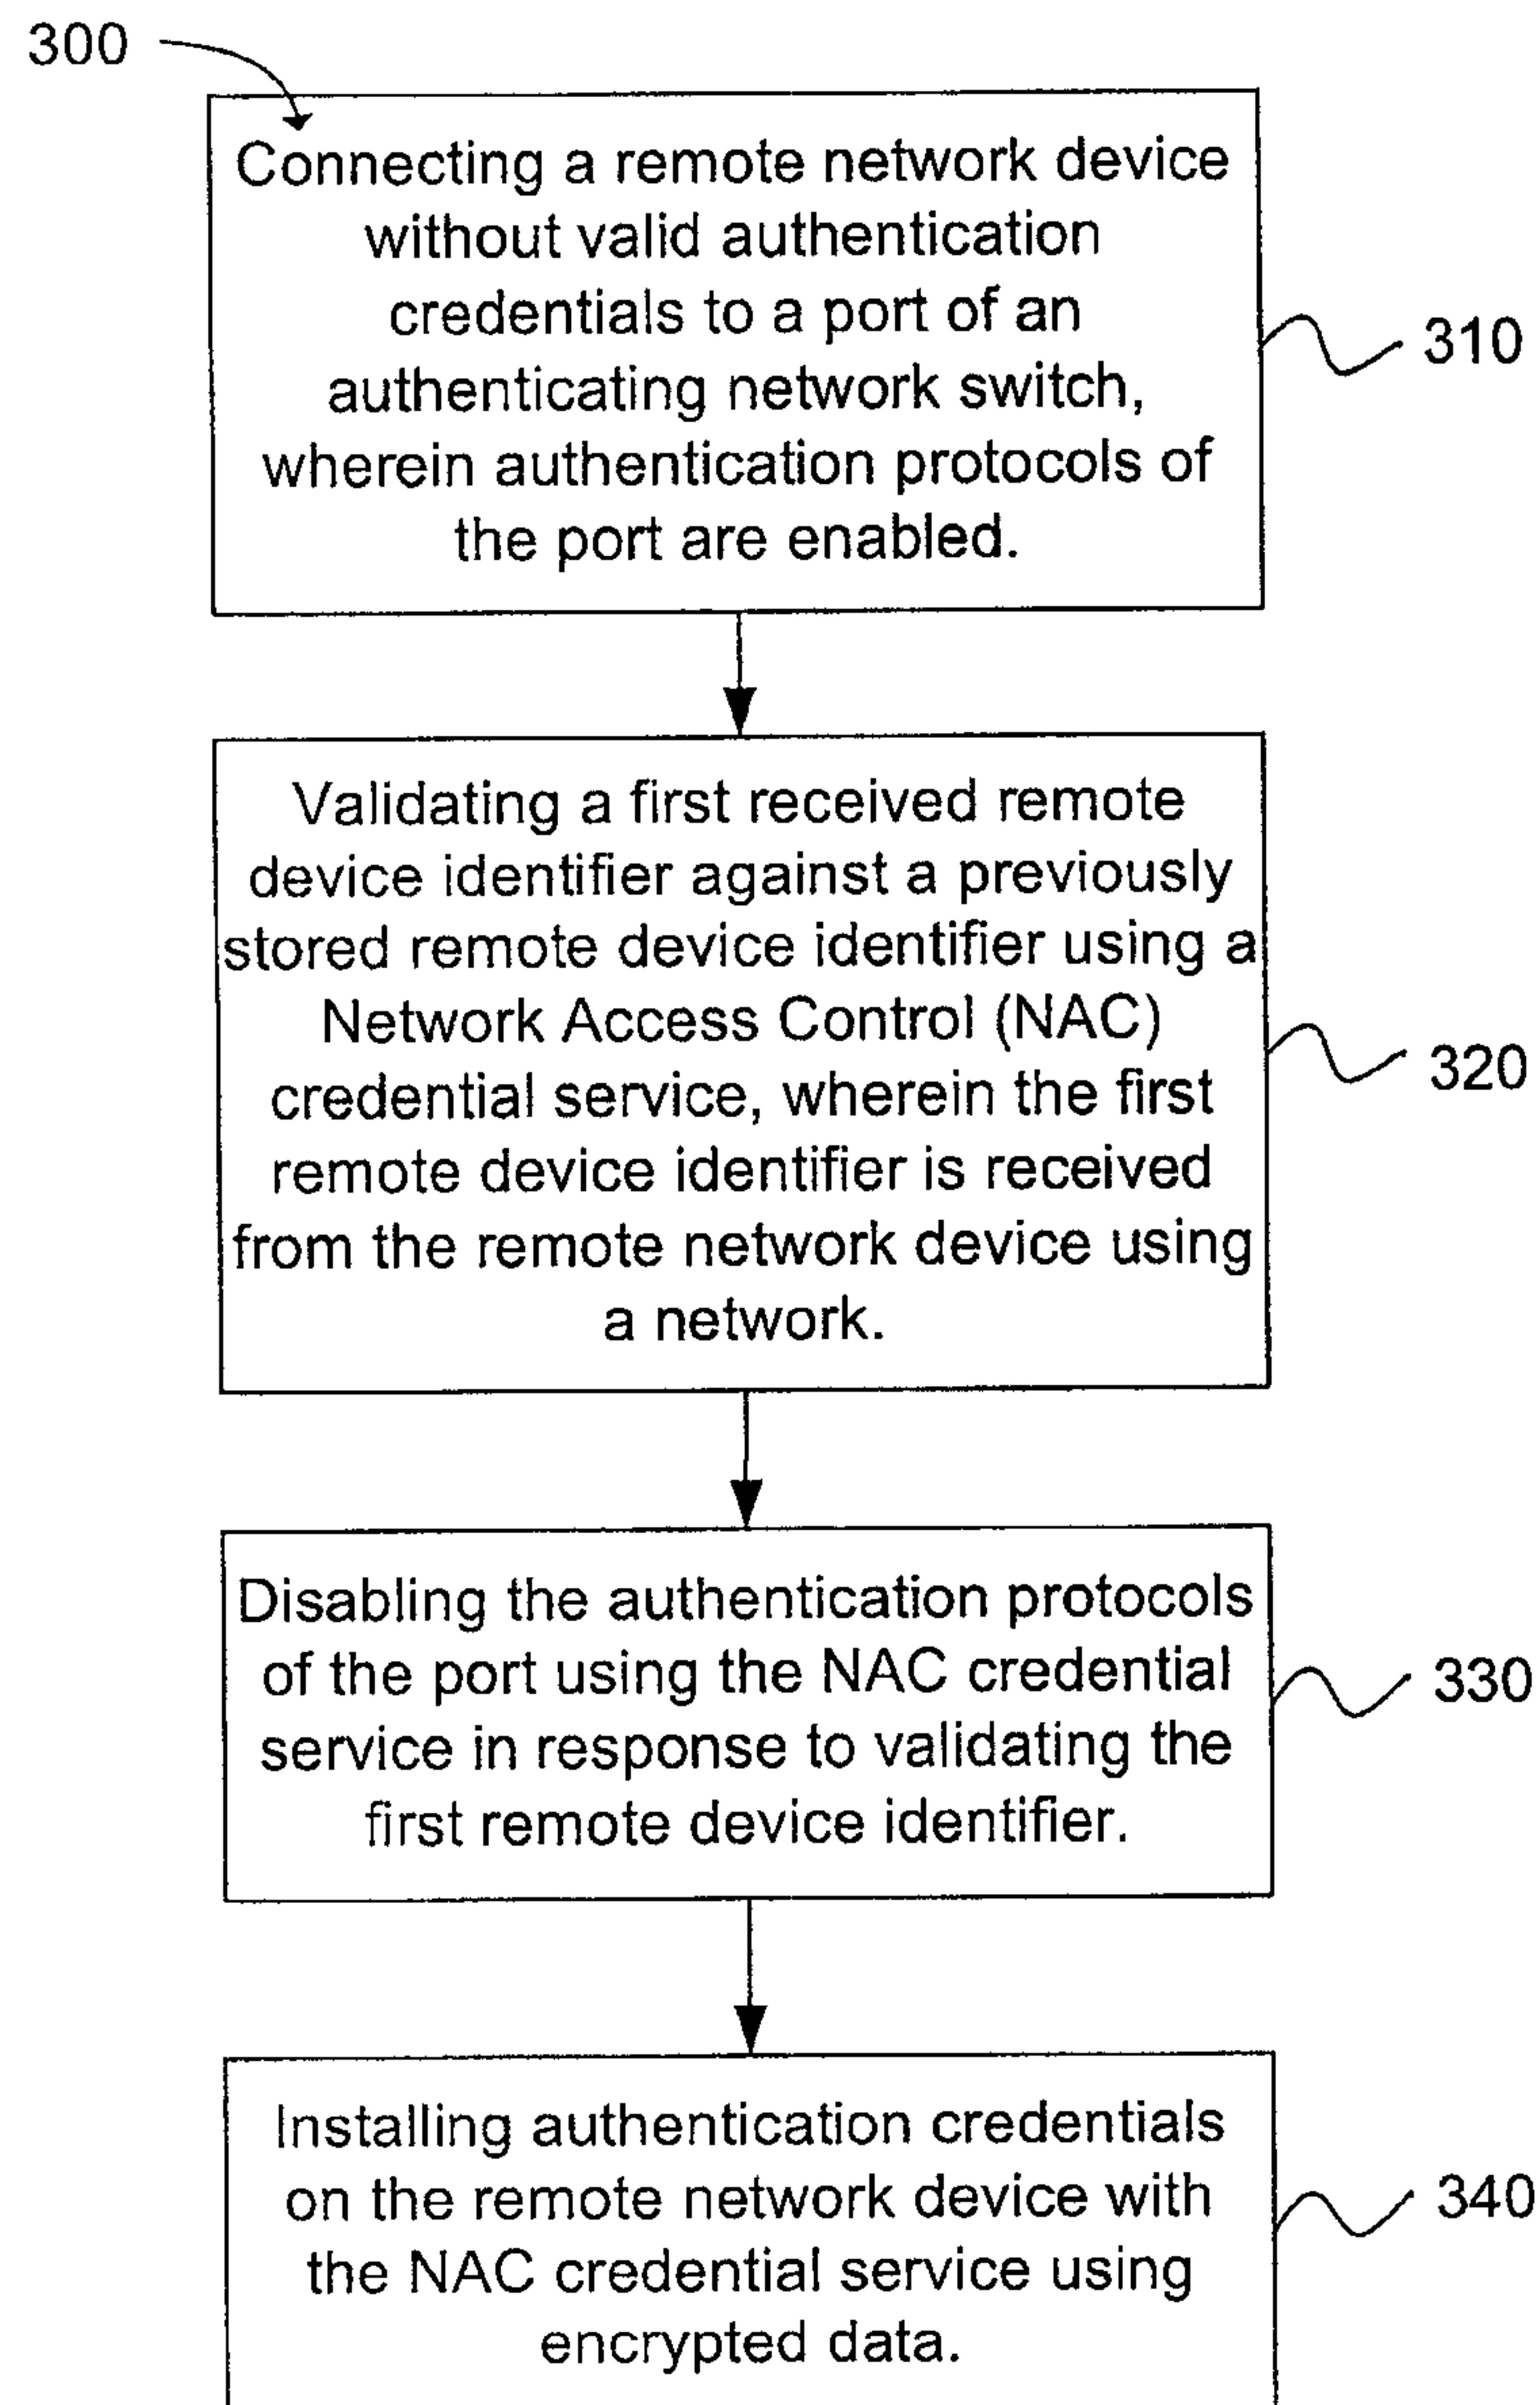 300
Connecting a remote network device
without valid authentication
credentials to a port of an
authenticating network switch,
wherein authentication protocols of
the port are enabled.
310
Validating a first received remote
device identifier against a previously
stored remote device identifier using a
Network Access Control (NAC)
credential service, wherein the first
remote device identifier is received
from the remote network device using
a network.
320
Disabling the authentication protocols
of the port using the NAC credential
service in response to validating the
first remote device identifier.
330
Installing authentication credentials
on the remote network device with
the NAC credential service using
encrypted data.
340